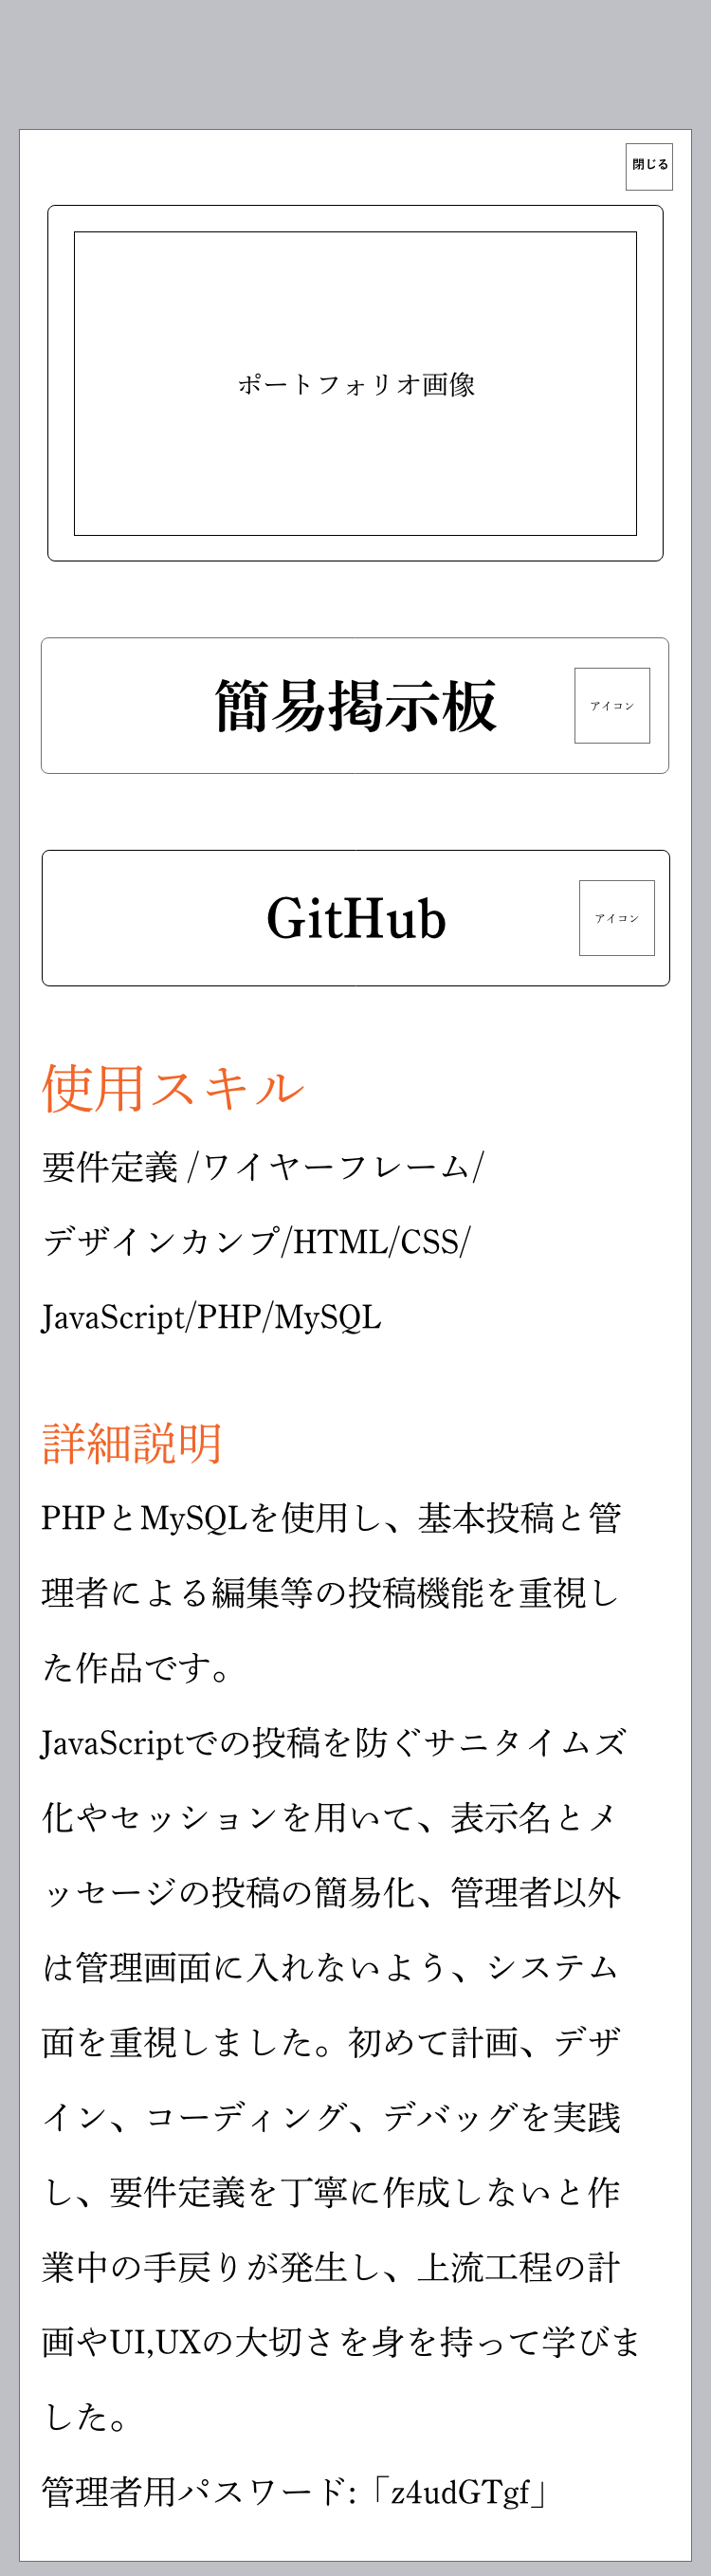 閉じる
ポートフォリオ画像
簡易掲示板
アイコン
GitHub
アイコン
使用スキル
要件定義 /ワイヤーフレーム/
デザインカンプ/HTML/CSS/
JavaScript/PHP/MySQL
詳細説明
PHPとMySQLを使用し、基本投稿と管
理者による編集等の投稿機能を重視し
た作品です。
JavaScriptでの投稿を防ぐサニタイムズ
化やセッションを用いて、表示名とメ
ッセージの投稿の簡易化、管理者以外
は管理画面に入れないよう、システム
面を重視しました。初めて計画、デザ
イン、コーディング、デバッグを実践
し、要件定義を丁寧に作成しないと作
業中の手戻りが発生し、上流工程の計
画やUI,UXの大切さを身を持って学びま
した。
管理者用パスワード:「z4udGTgf」